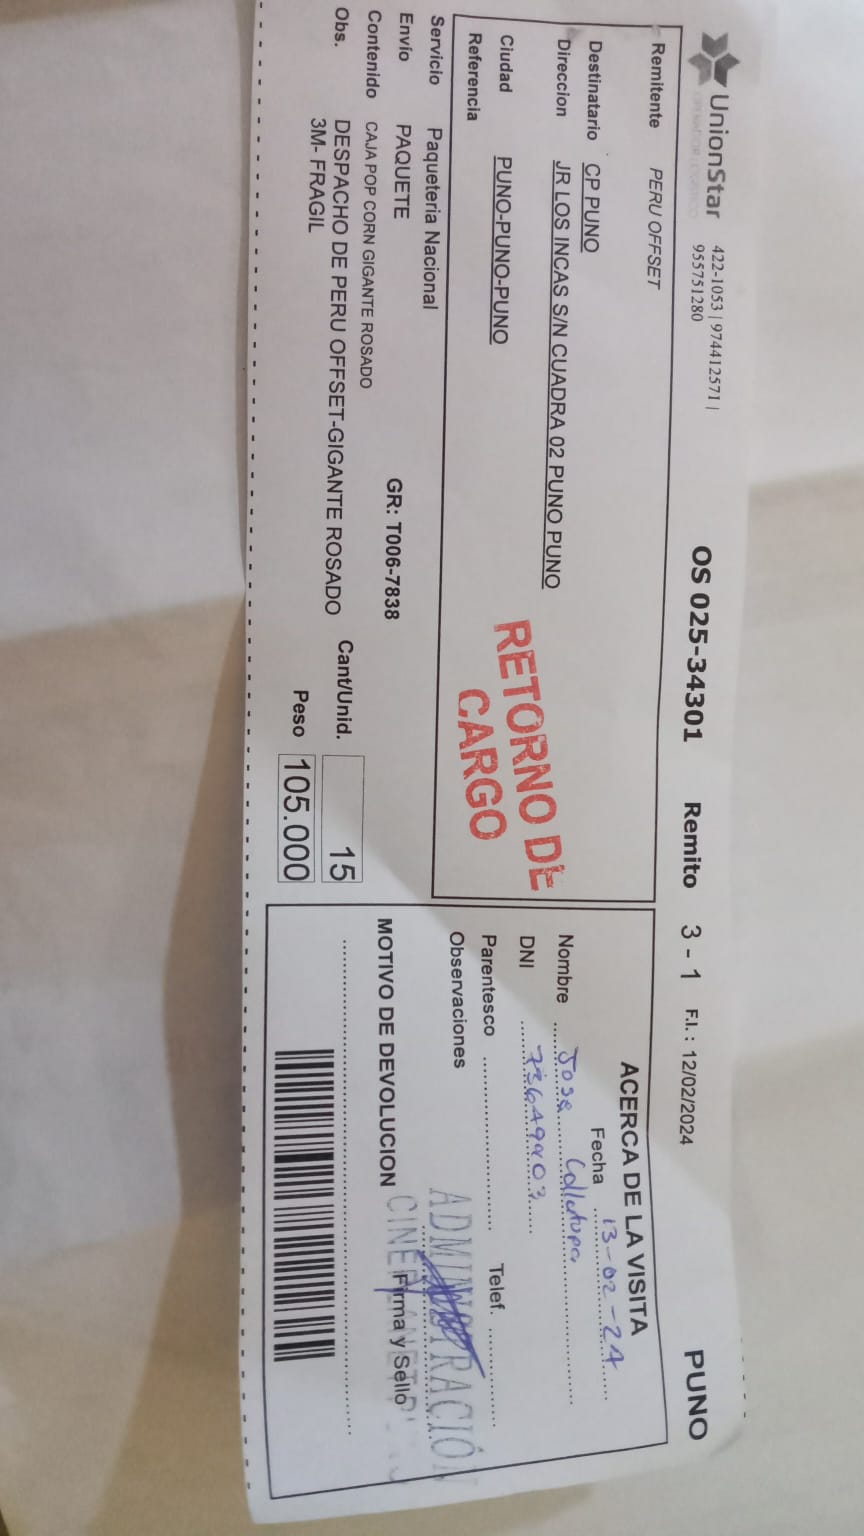 UnionStar
422-1053 | 974412571 |
955751280
OS 025-34301 Remito 3 - 1 F.I. : 12/02/2024 PUNO
Remitente PERU OFFSET
Destinatario CP PUNO
Direccion JR LOS INCAS S/N CUADRA 02 PUNO PUNO
Ciudad PUNO-PUNO-PUNO
Referencia
RETORNO DE
CARGO
Servicio Paqueteria Nacional
Envío PAQUETE GR: T006-7838
Contenido CAJA POP CORN GIGANTE ROSADO
Obs. DESPACHO DE PERU OFFSET-GIGANTE ROSADO
3M- FRAGIL
Cant/Unid. 15
Peso 105.000
ACERCA DE LA VISITA
Fecha 13-02-24
Nombre Jose
DNI
Parentesco Telef.
Observaciones
ADMINISTRACIÓN
MOTIVO DE DEVOLUCION
Firma y Sello